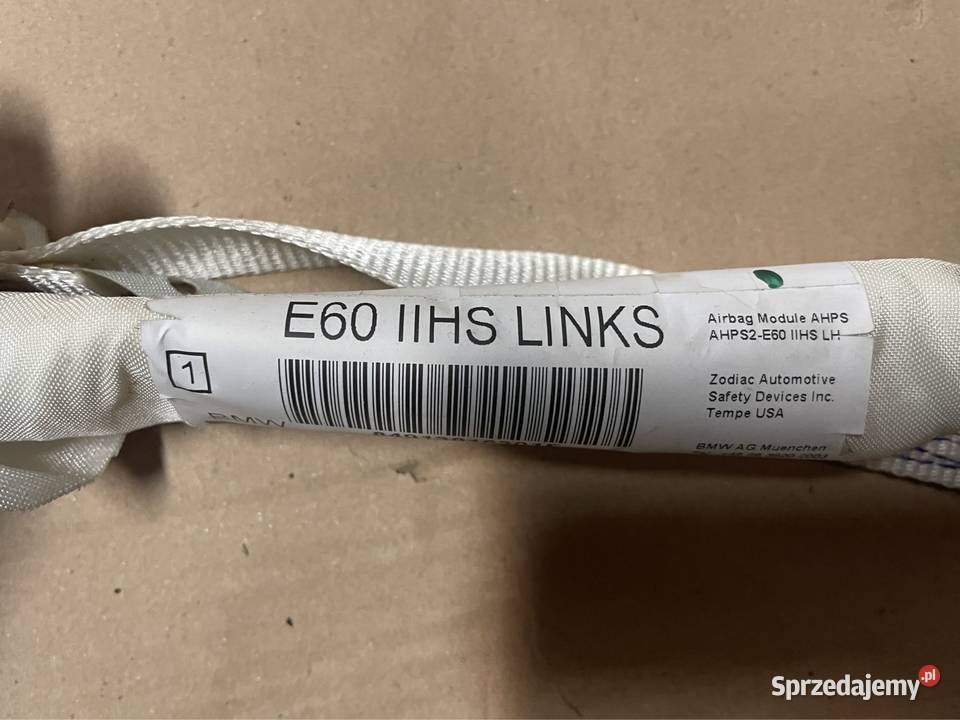 E60 IIHS LINKS
1
BMW
Airbag Module AHPS
AHPS2-E60 IIHS LH
Zodiac Automotive
Safety Devices Inc.
Tempe USA
BMW AG Muenchen
Sprzedajemy.pl